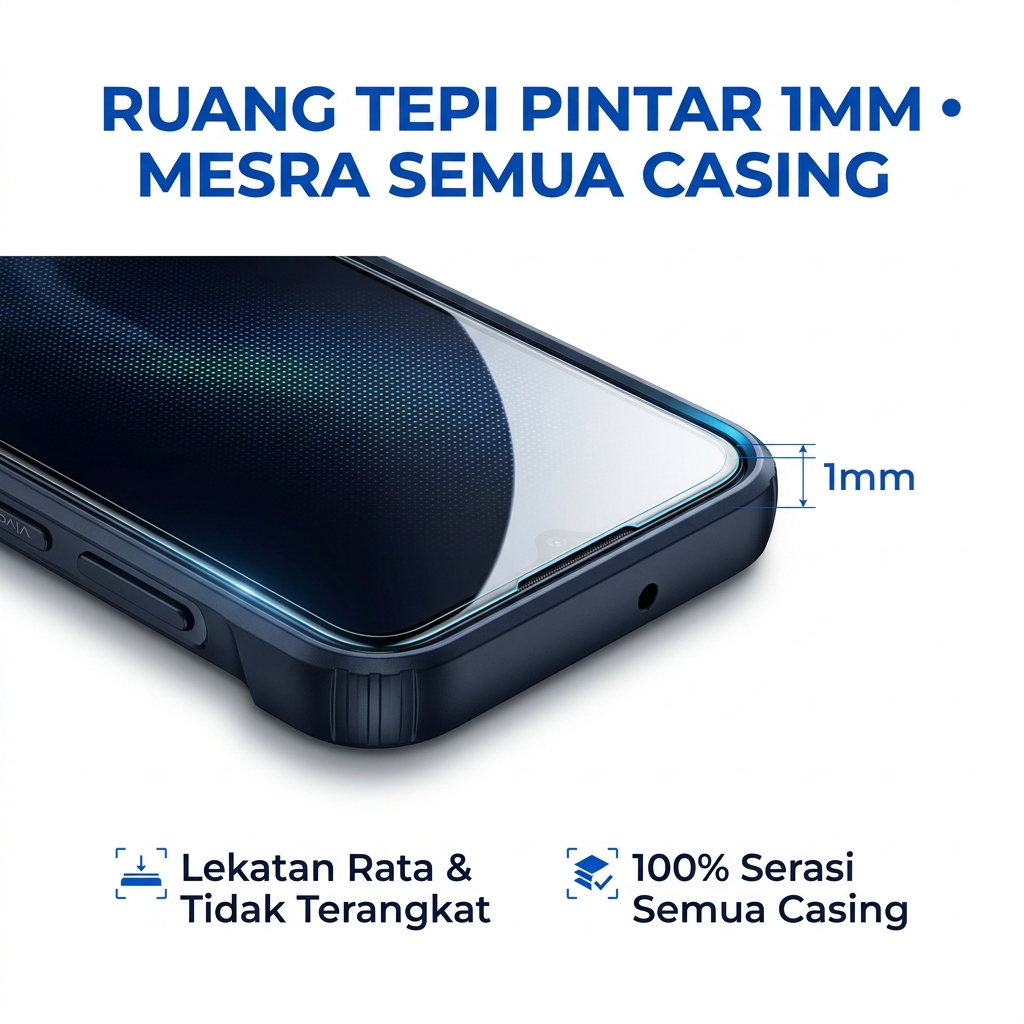 RUANG TEPI PINTAR 1MM •
MESRA SEMUA CASING
1mm
Lekatan Rata &
Tidak Terangkat
100% Serasi
Semua Casing